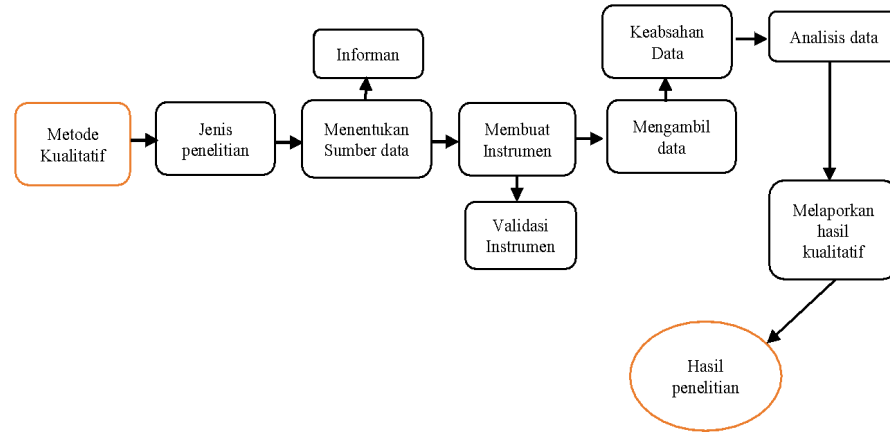 Metode
Kualitatif
Jenis
penelitian
Informan
Menentukan
Sumber data
Membuat
Instrumen
Validasi
Instrumen
Mengambil
data
Keabsahan
Data
Analisis data
Melaporkan
hasil
kualitatif
Hasil
penelitian